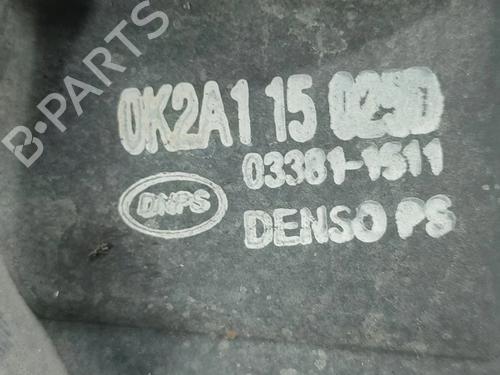 B-PARTS
0K2A1 15 025D
03381-1511
DNPS
DENSO PS